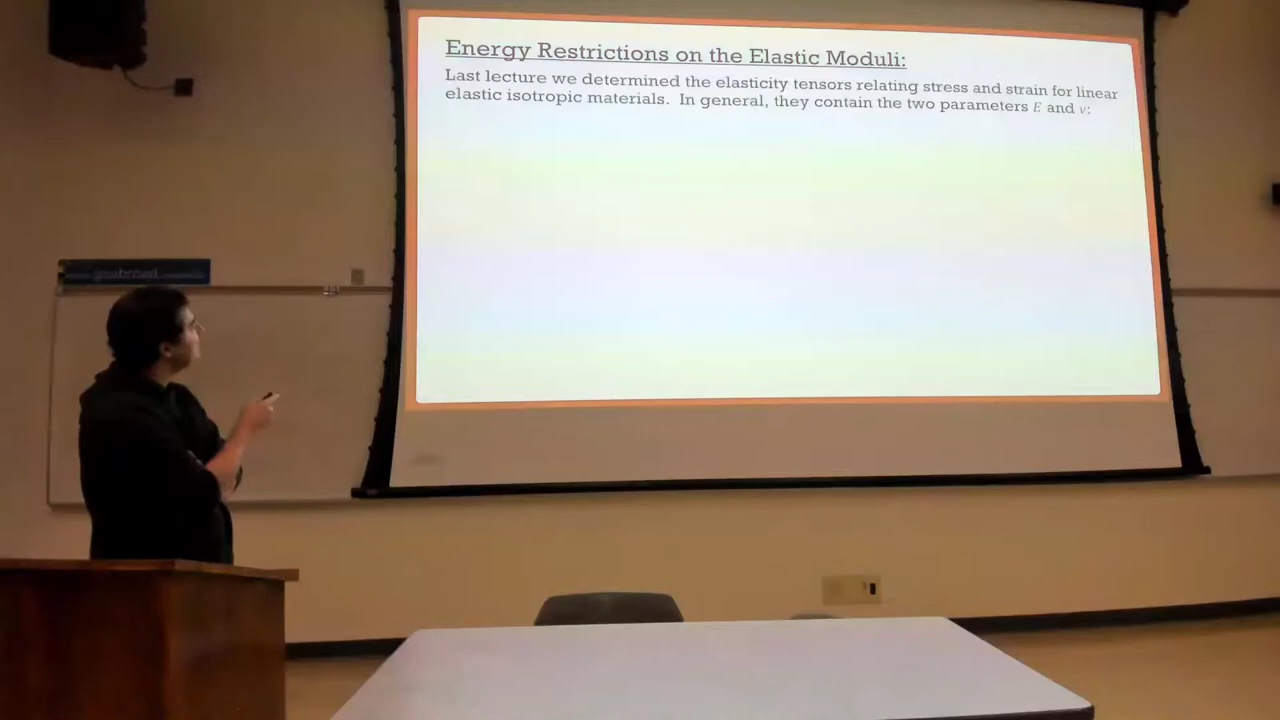 Energy Restrictions on the Elastic Moduli:
Last lecture we determined the elasticity tensors relating stress and strain for linear
elastic isotropic materials. In general, they contain the two parameters E and ν: